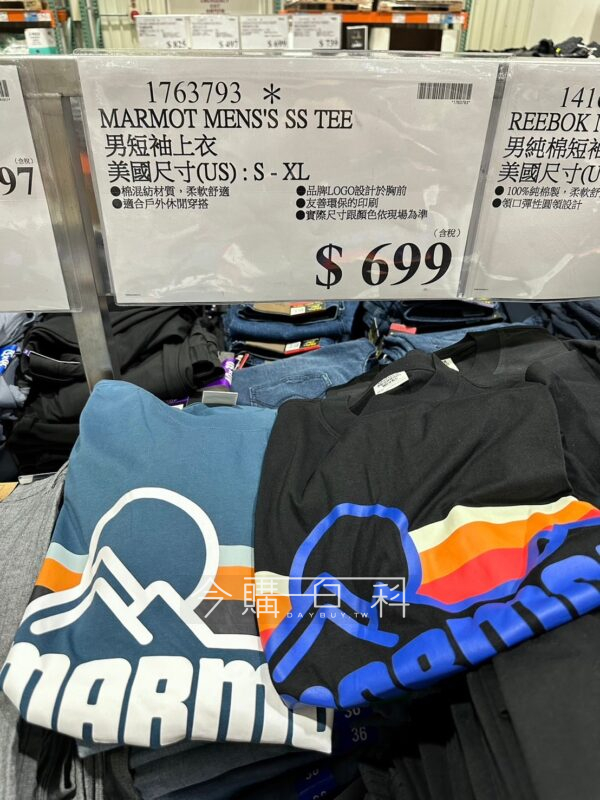 $ 825
$ 497
$ 699
$ 739
97
(含稅)
1763793 *
*1763793*
MARMOT MENS'S SS TEE
男短袖上衣
美國尺寸(US) : S - XL
●棉混紡材質，柔軟舒適
●適合戶外休閒穿搭
●品牌LOGO設計於胸前
●友善環保的印刷
●實際尺寸跟顏色依現場為準
(含稅)
$ 699
REEBOK
男純棉短袖
美國尺寸(U
●100%純棉製，柔軟舒
●領口彈性圓領設計
MARM
MARMO
今購百科
DAYBUY.TW
36
36